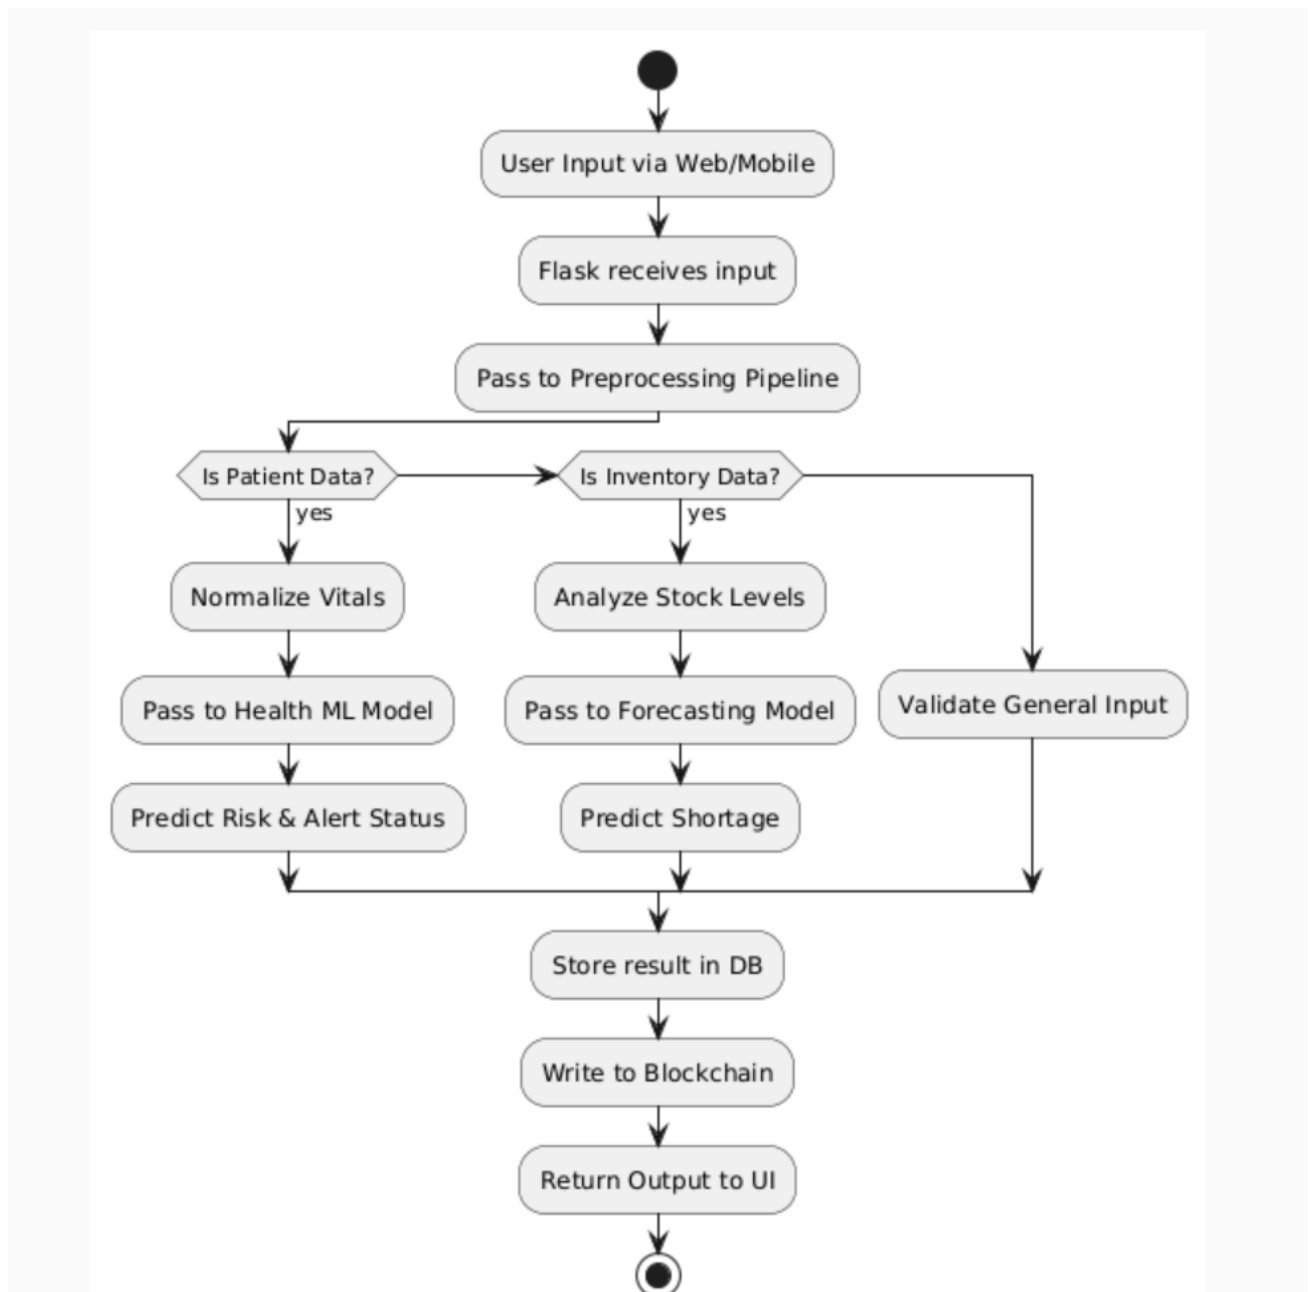 User Input via Web/Mobile
Flask receives input
Pass to Preprocessing Pipeline
Is Patient Data?
Is Inventory Data?
yes
yes
Normalize Vitals
Analyze Stock Levels
Pass to Health ML Model
Pass to Forecasting Model
Validate General Input
Predict Risk & Alert Status
Predict Shortage
Store result in DB
Write to Blockchain
Return Output to UI